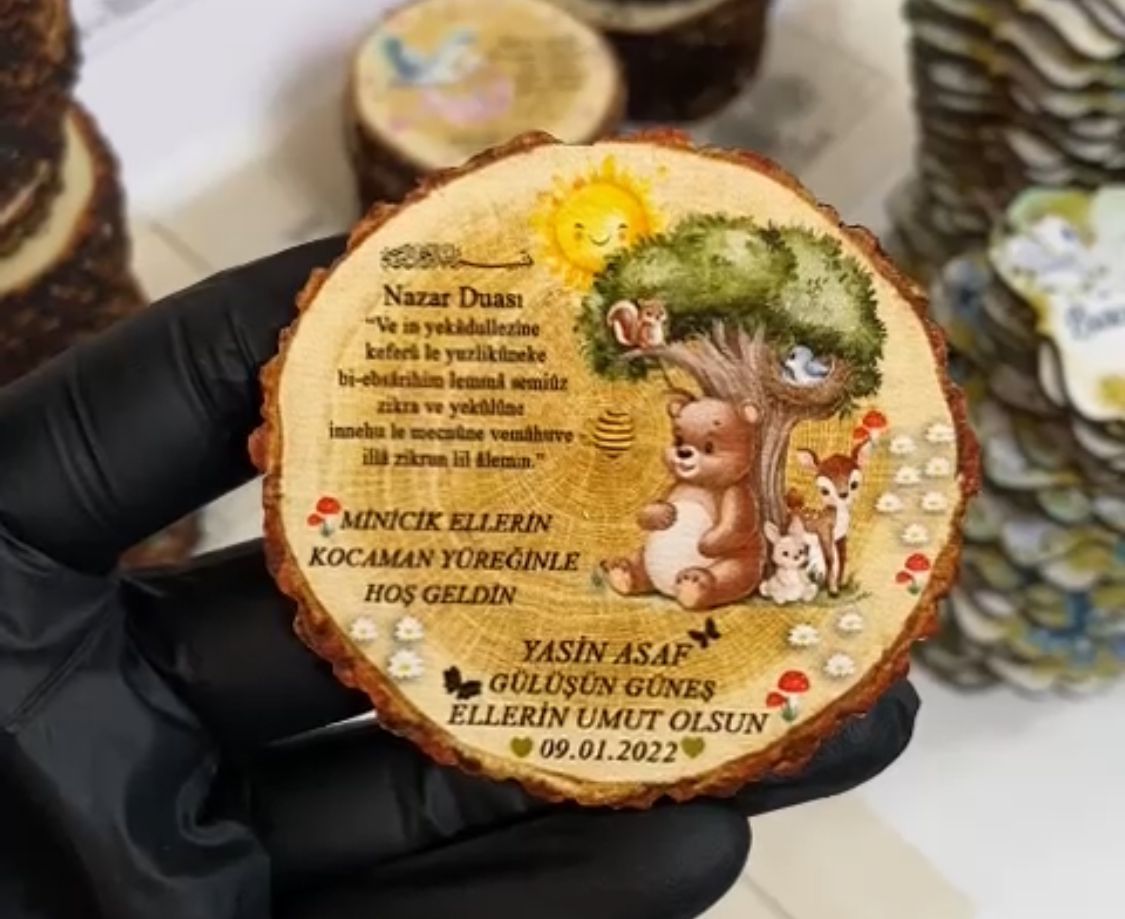 Nazar Duası
"Ve in yekâdullezîne
keferû le yuzlikûneke
bi-ebsârihim lemmâ semiûz
zikra ve yekûlûne
innehu le mecnûne vemâhuve
illâ zikrun lil âlemin."
MİNİCİK ELLERİN
KOCAMAN YÜREĞİNLE
HOŞ GELDİN
YASİN ASAF
GÜLÜŞÜN GÜNEŞ
ELLERİN UMUT OLSUN
09.01.2022